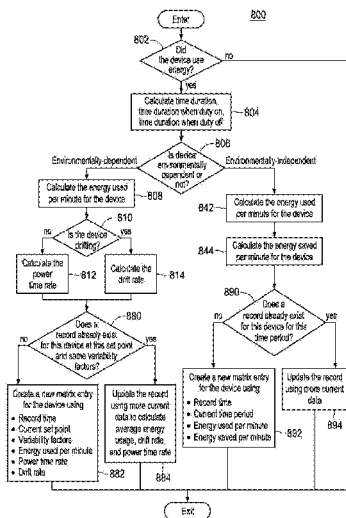 Enter
800
802
Did
the device use
energy?
no
yes
Calculate time duration,
time duration when duty on,
time duration when duty of?
804
806
Is device
environmentally
dependent or
not?
Environmentally-dependent
Environmentally-independent
Calculate the energy used
per minute for the device
808
Calculate the energy used
per minute for the device
842
810
Is the device
drifting?
no
yes
Calculate the energy saved
per minute for the device
844
Calculate the
power
time rate
812
Calculate the
drift rate
814
890
Does a
record already exist
for this device for this
time period?
no
yes
880
Does a
record already exist for
this device at this set point
and same variability
factors?
no
yes
Create a new matrix entry
for the device using
• Record time
• Current set point
• Variability factors
• Energy used per minute
• Power time rate
• Drift rate
882
Update the record
using more current
data to calculate
average energy
usage, drift rate,
and power time rate
884
Create a new matrix entry
for the device using
• Record time
• Current time period
• Energy used per minute
• Energy saved per minute
892
Update the record
using more current
data
894
Exit